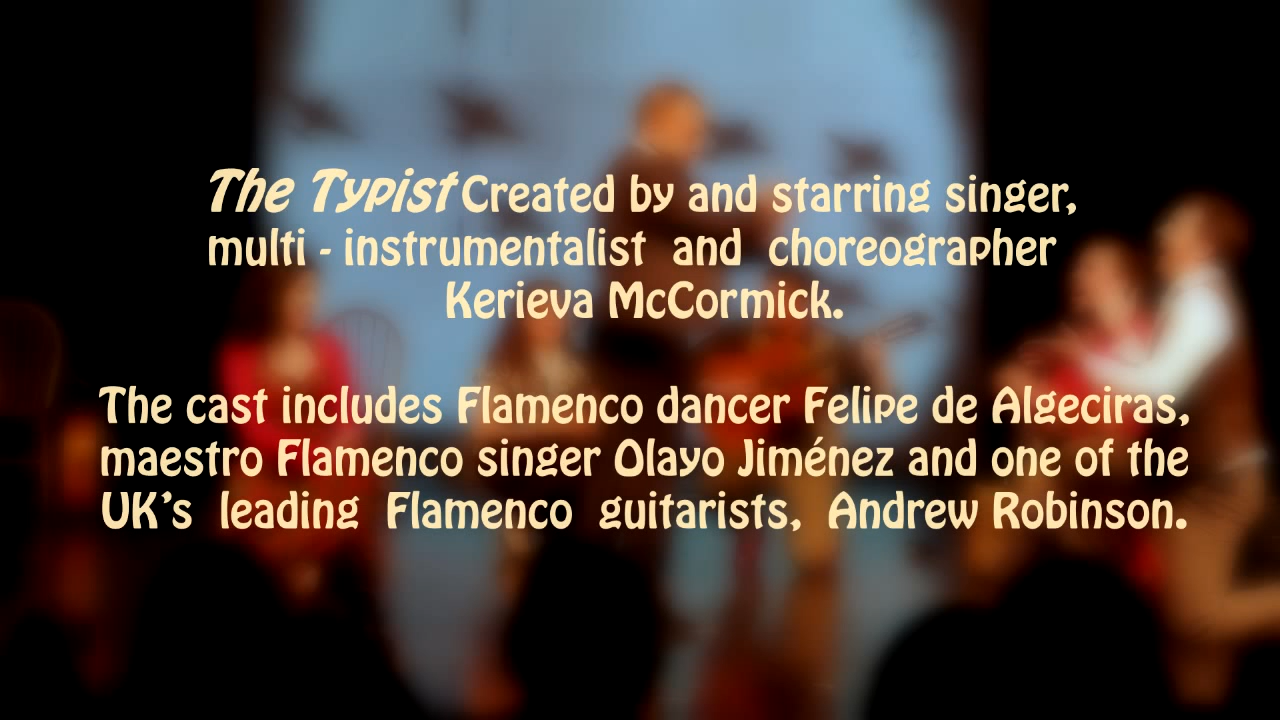 The Typist Created by and starring singer,
multi - instrumentalist and choreographer
Kerieva McCormick.
The cast includes Flamenco dancer Felipe de Algeciras,
maestro Flamenco singer Olayo Jiménez and one of the
UK's leading Flamenco guitarists, Andrew Robinson.